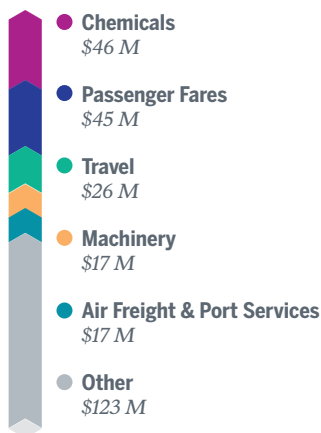 Chemicals
$46 M
Passenger Fares
$45 M
Travel
$26 M
Machinery
$17 M
Air Freight & Port Services
$17 M
Other
$123 M